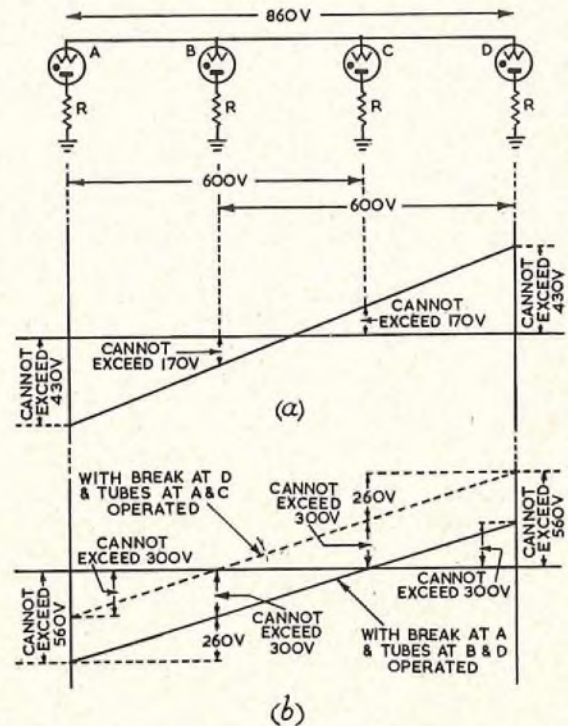 860V
A
B
C
D
R
R
R
R
600V
600V
CANNOT
EXCEED
430V
CANNOT
EXCEED 170V
CANNOT
EXCEED 170V
CANNOT
EXCEED
430V
(a)
WITH BREAK AT D
& TUBES AT A & C
OPERATED
CANNOT
EXCEED
300V
260V
CANNOT
EXCEED
560V
CANNOT
EXCEED 300V
CANNOT
EXCEED
560V
260V
CANNOT
EXCEED
300V
CANNOT
EXCEED 300V
WITH BREAK AT A
& TUBES AT B & D
OPERATED
(b)